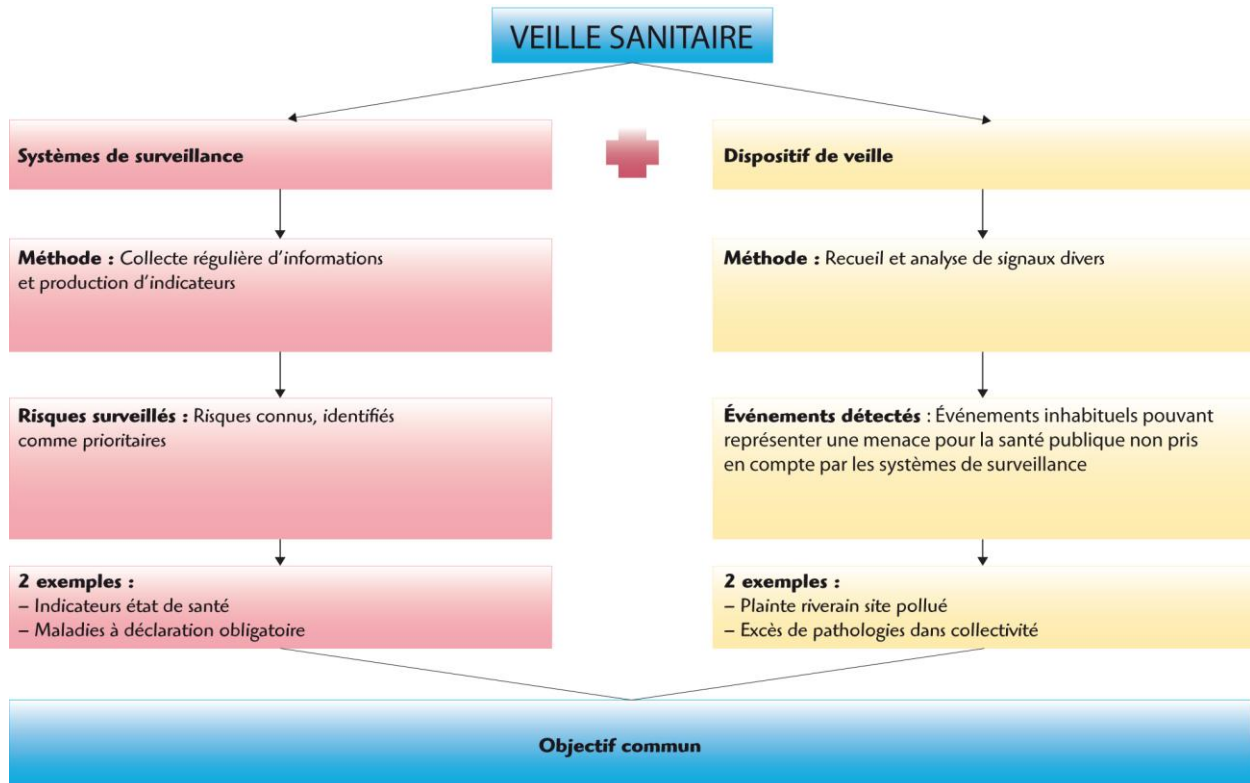 VEILLE SANITAIRE
Systèmes de surveillance
Dispositif de veille
Méthode : Collecte régulière d'informations
et production d'indicateurs
Méthode : Recueil et analyse de signaux divers
Risques surveillés : Risques connus, identifiés
comme prioritaires
Événements détectés : Événements inhabituels pouvant
représenter une menace pour la santé publique non pris
en compte par les systèmes de surveillance
2 exemples :
– Indicateurs état de santé
– Maladies à déclaration obligatoire
2 exemples :
– Plainte riverain site pollué
– Excès de pathologies dans collectivité
Objectif commun